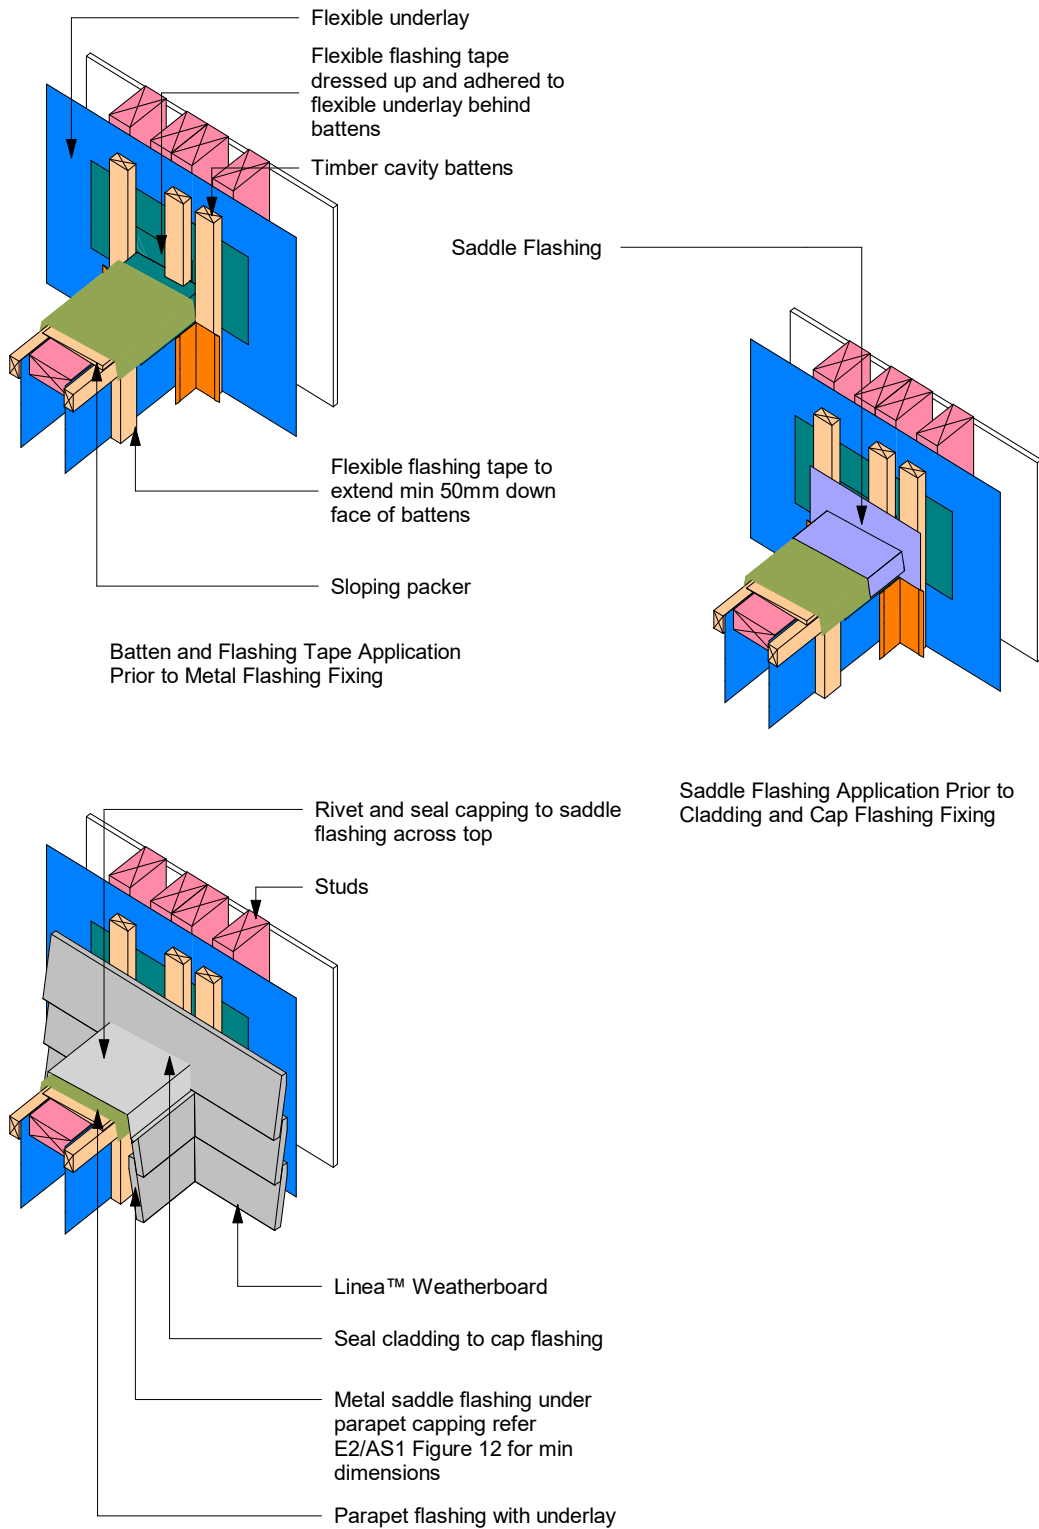 Flexible underlay
Flexible flashing tape
dressed up and adhered to
flexible underlay behind
battens
Timber cavity battens
Saddle Flashing
Flexible flashing tape to
extend min 50mm down
face of battens
Sloping packer
Batten and Flashing Tape Application
Prior to Metal Flashing Fixing
Saddle Flashing Application Prior to
Cladding and Cap Flashing Fixing
Rivet and seal capping to saddle
flashing across top
Studs
Linea™ Weatherboard
Seal cladding to cap flashing
Metal saddle flashing under
parapet capping refer
E2/AS1 Figure 12 for min
dimensions
Parapet flashing with underlay